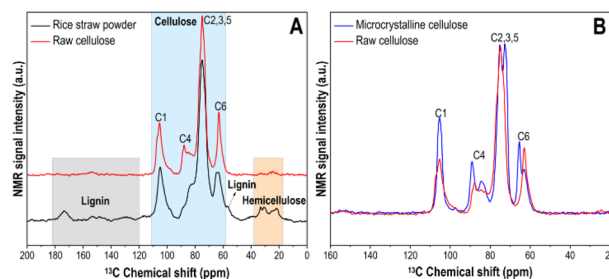 Rice straw powder
Raw cellulose
Cellulose
C2,3,5
A
C1
C4
C6
Lignin
Lignin
Hemicellulose
NMR signal intensity (a.u.)
200 180 160 140 120 100 80 60 40 20 0
13C Chemical shift (ppm)
Microcrystalline cellulose
Raw cellulose
C2,3,5
B
C1
C4
C6
NMR signal intensity (a.u.)
160 140 120 100 80 60 40 20
13C Chemical shift (ppm)